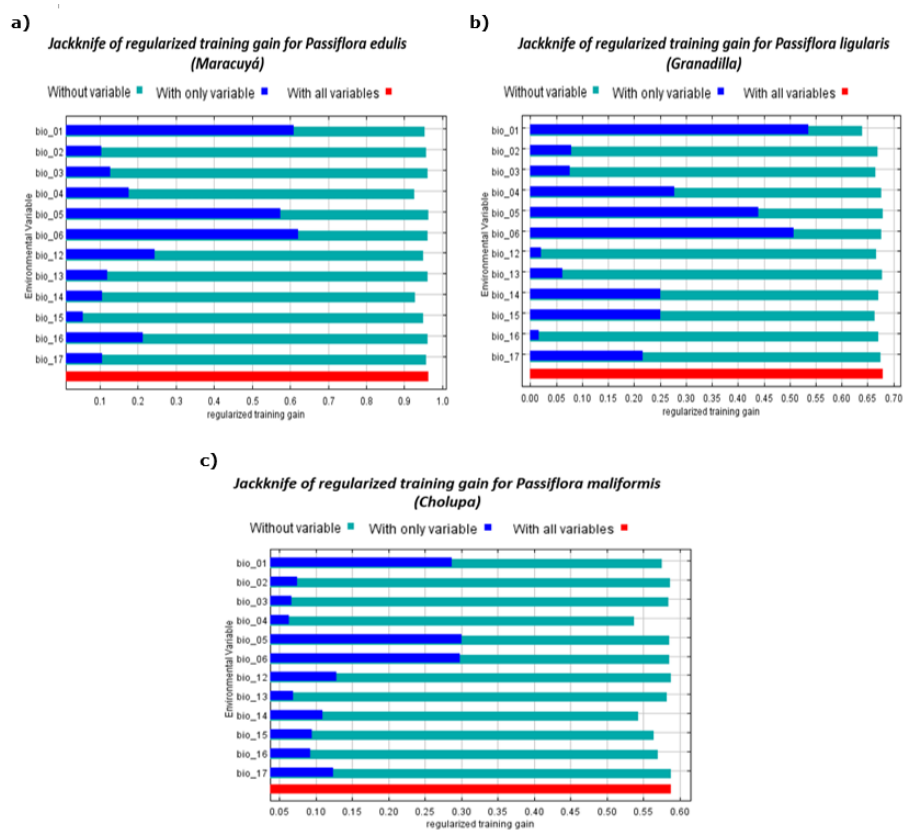 a)
Jackknife of regularized training gain for Passiflora edulis
(Maracuyá)
Without variable
With only variable
With all variables
Environmental Variable
bio_01
bio_02
bio_03
bio_04
bio_05
bio_06
bio_12
bio_13
bio_14
bio_15
bio_16
bio_17
0.1 0.2 0.3 0.4 0.5 0.6 0.7 0.8 0.9 1.0
regularized training gain
b)
Jackknife of regularized training gain for Passiflora ligularis
(Granadilla)
Without variable
With only variable
With all variables
Environmental Variable
bio_01
bio_02
bio_03
bio_04
bio_05
bio_06
bio_12
bio_13
bio_14
bio_15
bio_16
bio_17
0.00 0.05 0.10 0.15 0.20 0.25 0.30 0.35 0.40 0.45 0.50 0.55 0.60 0.65 0.70
regularized training gain
c)
Jackknife of regularized training gain for Passiflora maliformis
(Cholupa)
Without variable
With only variable
With all variables
Environmental Variable
bio_01
bio_02
bio_03
bio_04
bio_05
bio_06
bio_12
bio_13
bio_14
bio_15
bio_16
bio_17
0.05 0.10 0.15 0.20 0.25 0.30 0.35 0.40 0.45 0.50 0.55 0.60
regularized training gain